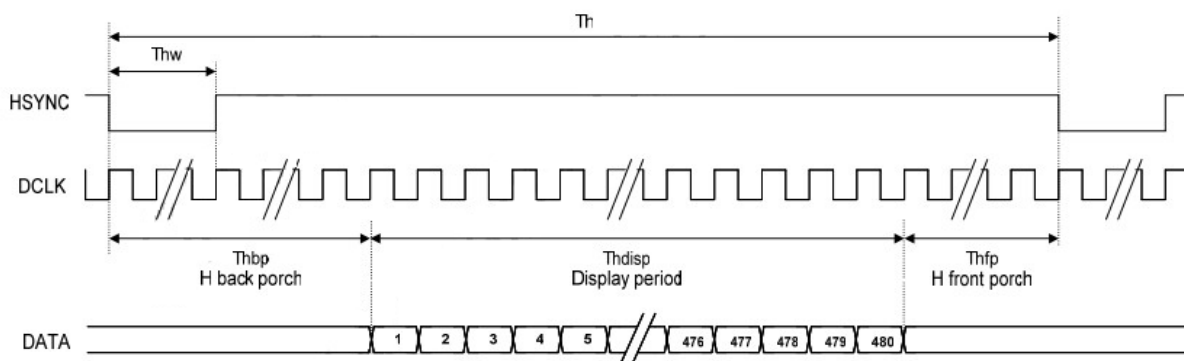 Th
Thw
HSYNC
DCLK
Thbp Thdisp Thfp
H back porch Display period H front porch
DATA 1 2 3 4 5 476 477 478 479 480